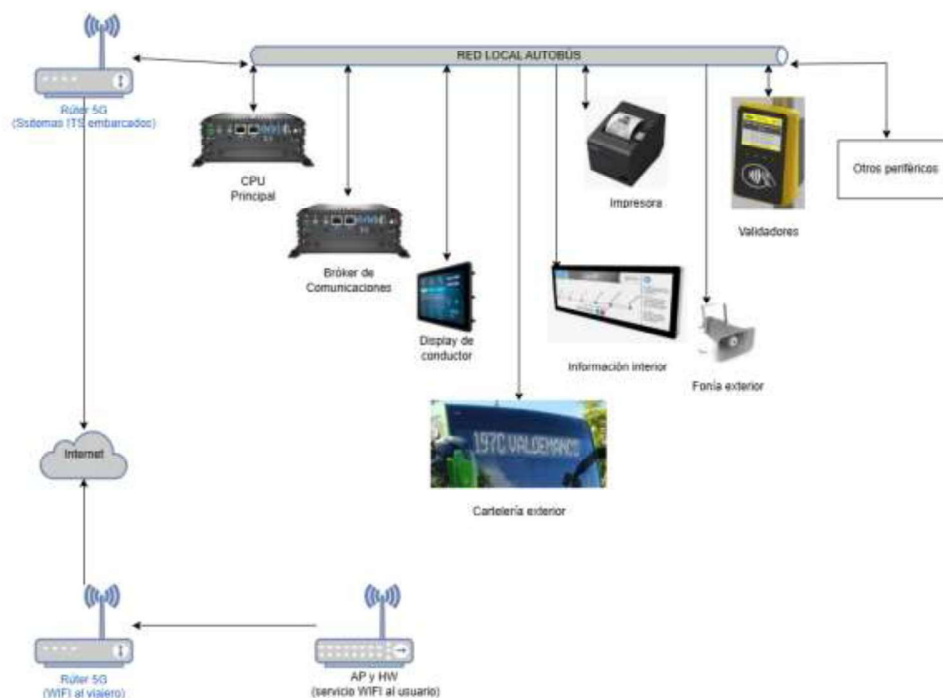 RED LOCAL AUTOBÚS
Rúter 5G
(Sistemas ITS embarcados)
CPU
Principal
Bróker de
Comunicaciones
Display de
conductor
Impresora
Validadores
Otros periféricos
Información interior
Fonía exterior
197C VALDEMANCO
Cartelería exterior
Internet
Rúter 5G
(WIFI al viajero)
AP y HW
(servicio WIFI al usuario)